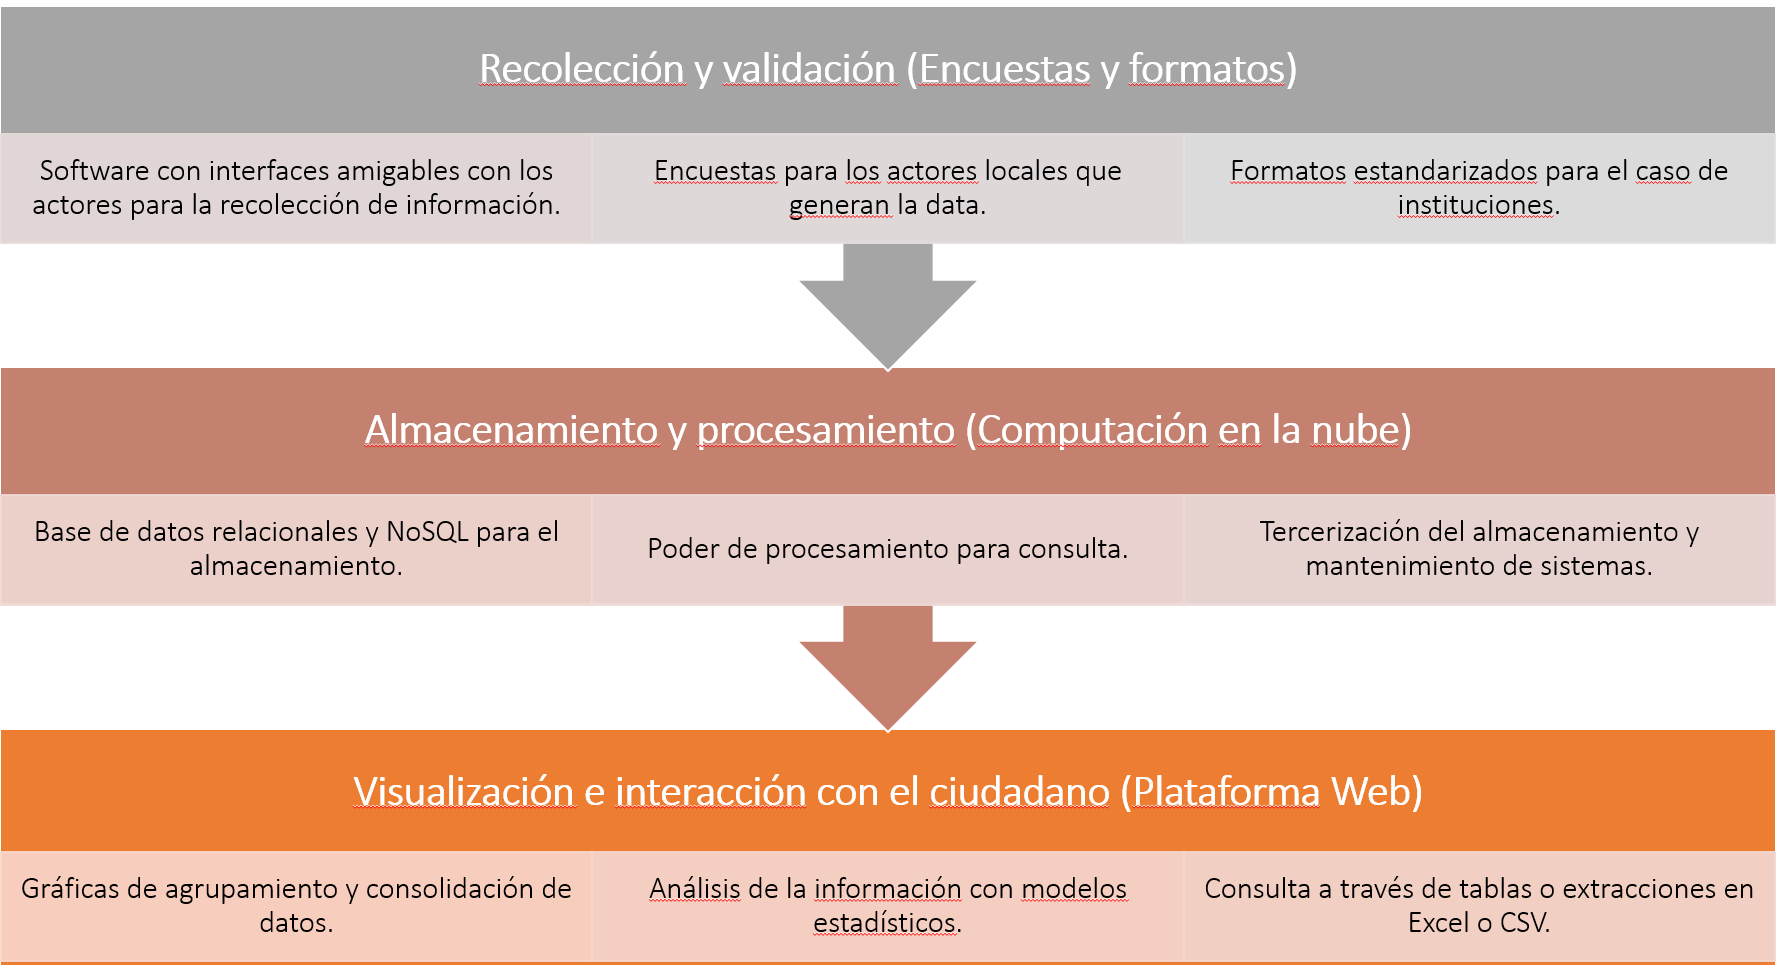 Recolección y validación (Encuestas y formatos)
Software con interfaces amigables con los
actores para la recolección de información.
Encuestas para los actores locales que
generan la data.
Formatos estandarizados para el caso de
instituciones.
Almacenamiento y procesamiento (Computación en la nube)
Base de datos relacionales y NoSQL para el
almacenamiento.
Poder de procesamiento para consulta.
Tercerización del almacenamiento y
mantenimiento de sistemas.
Visualización e interacción con el ciudadano (Plataforma Web)
Gráficas de agrupamiento y consolidación de
datos.
Análisis de la información con modelos
estadísticos.
Consulta a través de tablas o extracciones en
Excel o CSV.